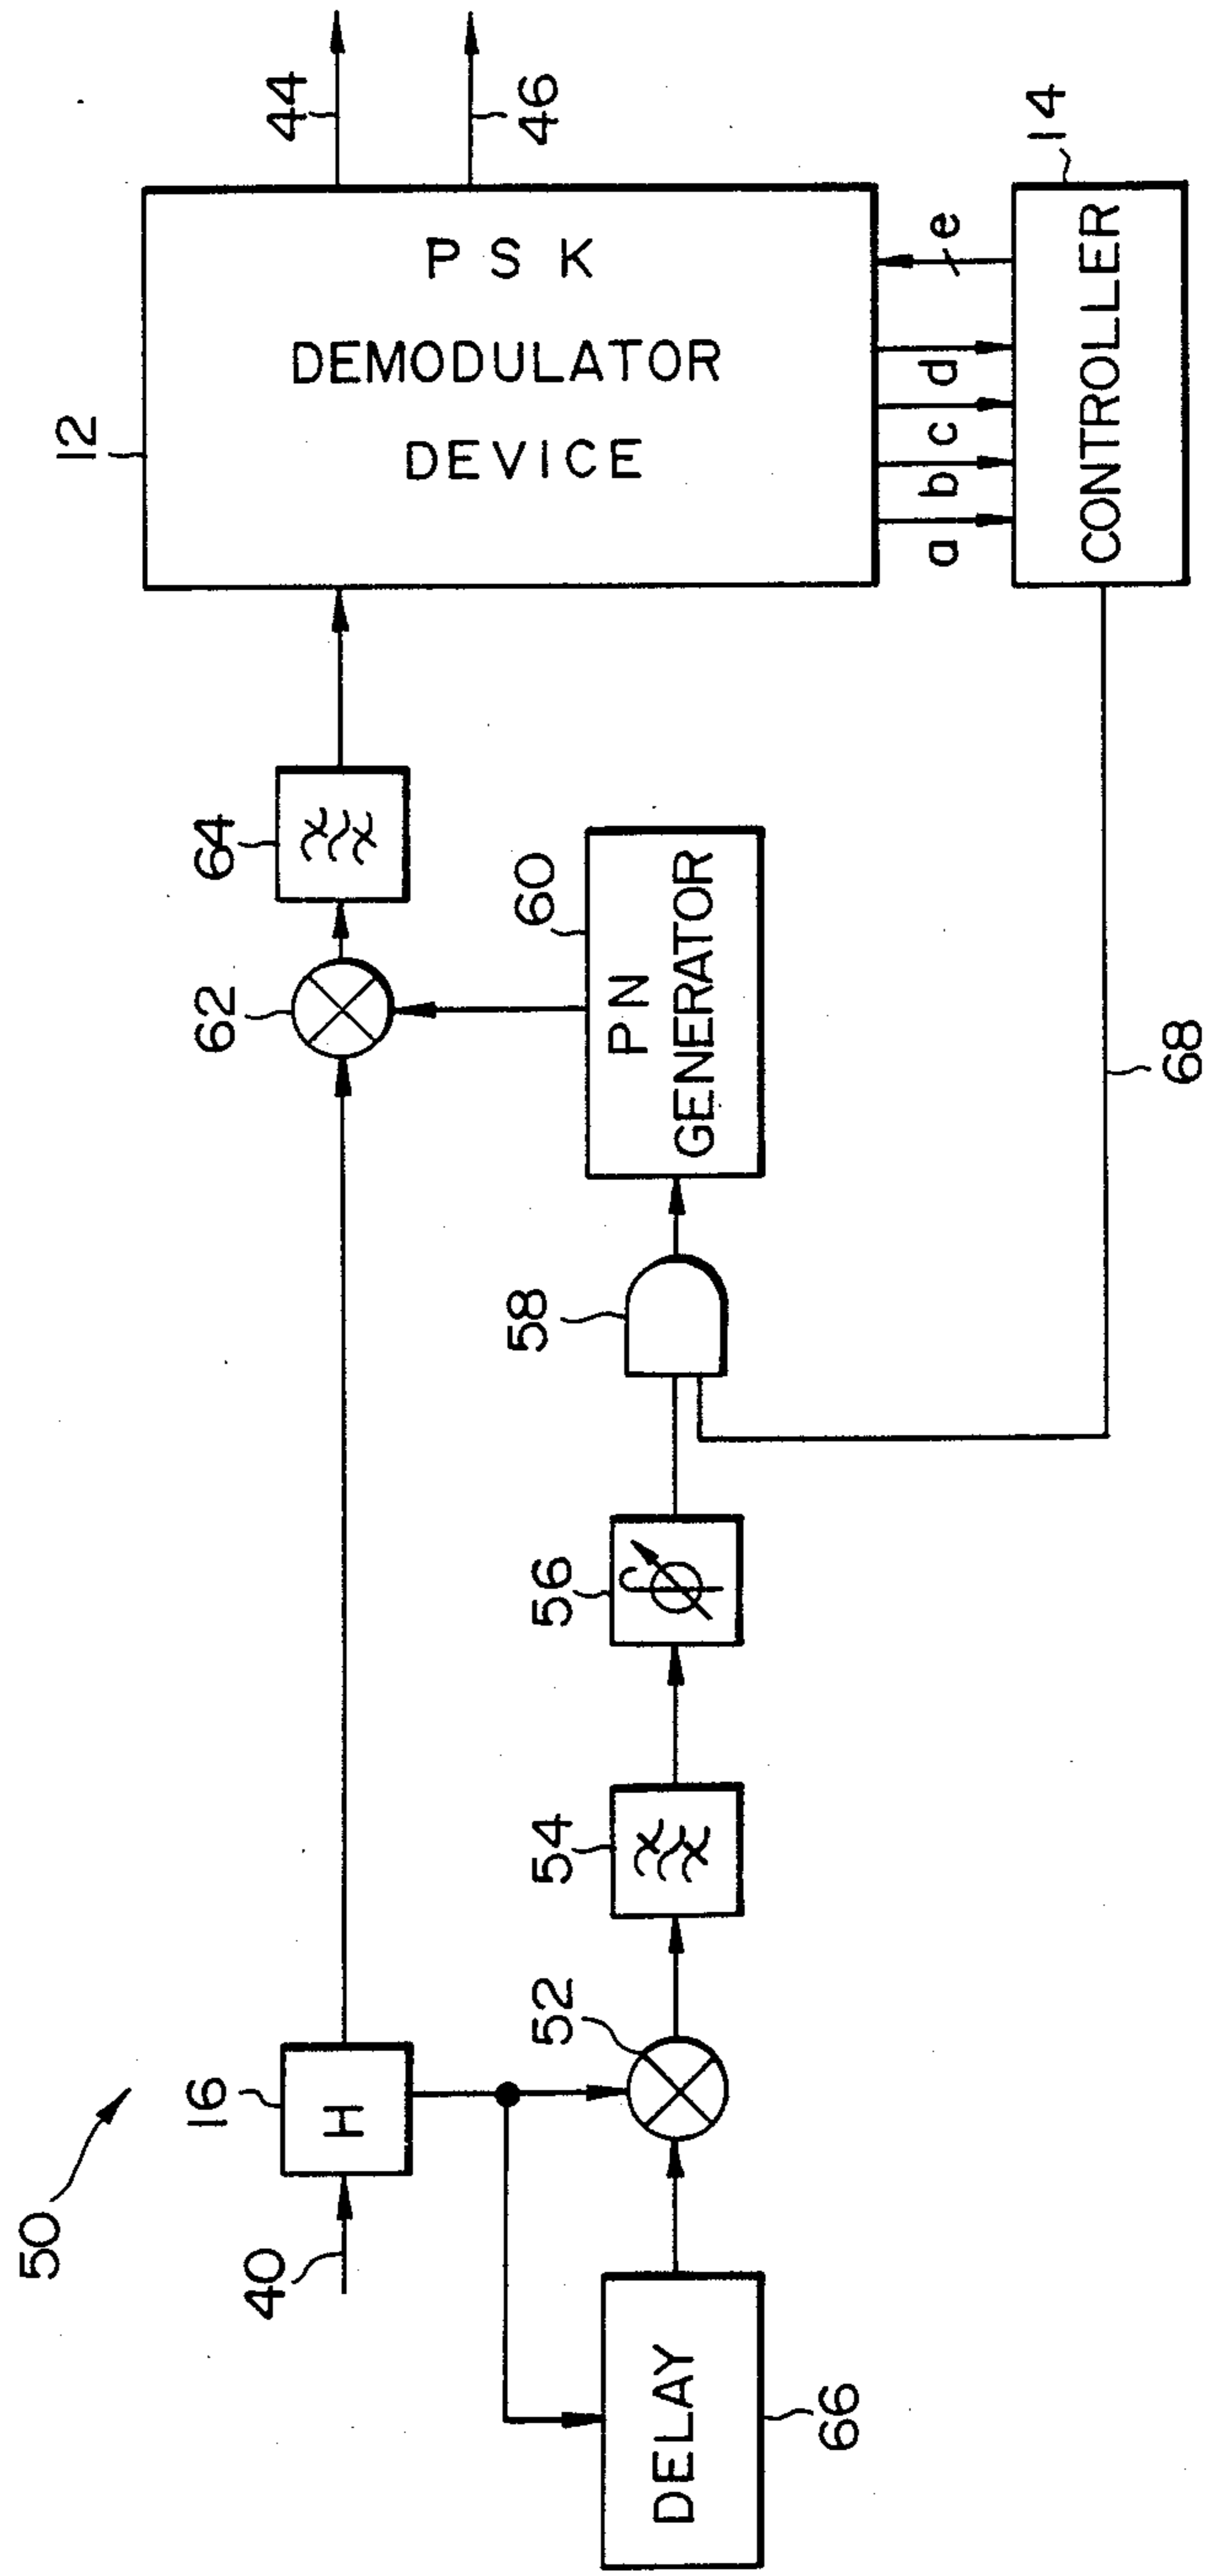 50
40
16
H
62
64
12
PSK
DEMODULATOR
DEVICE
44
46
DELAY
66
52
54
56
58
60
PN
GENERATOR
a
b
c
d
e
14
CONTROLLER
68